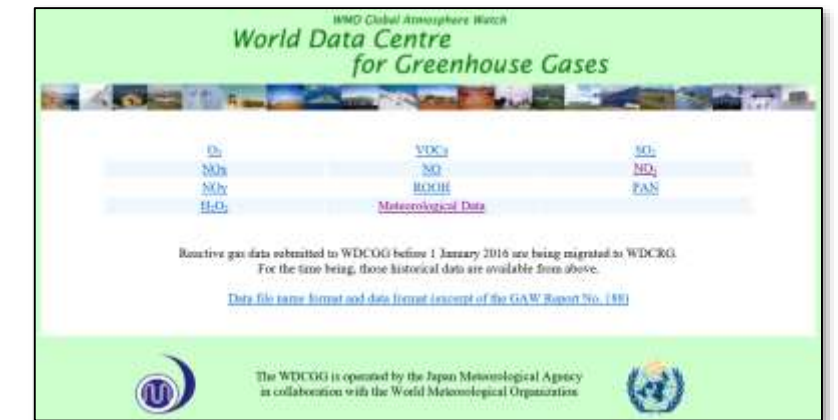 WMO Global Atmosphere Watch
World Data Centre
for Greenhouse Gases
O₃ VOCs SO₂
NOx NO NO₂
NOy ROOH PAN
H₂O₂ Meteorological Data
Reactive gas data submitted to WDCGG before 1 January 2016 are being migrated to WDCRG.
For the time being, those historical data are available from above.
Data file name format and data format (excerpt of the GAW Report No. 188)
The WDCGG is operated by the Japan Meteorological Agency
in collaboration with the World Meteorological Organization